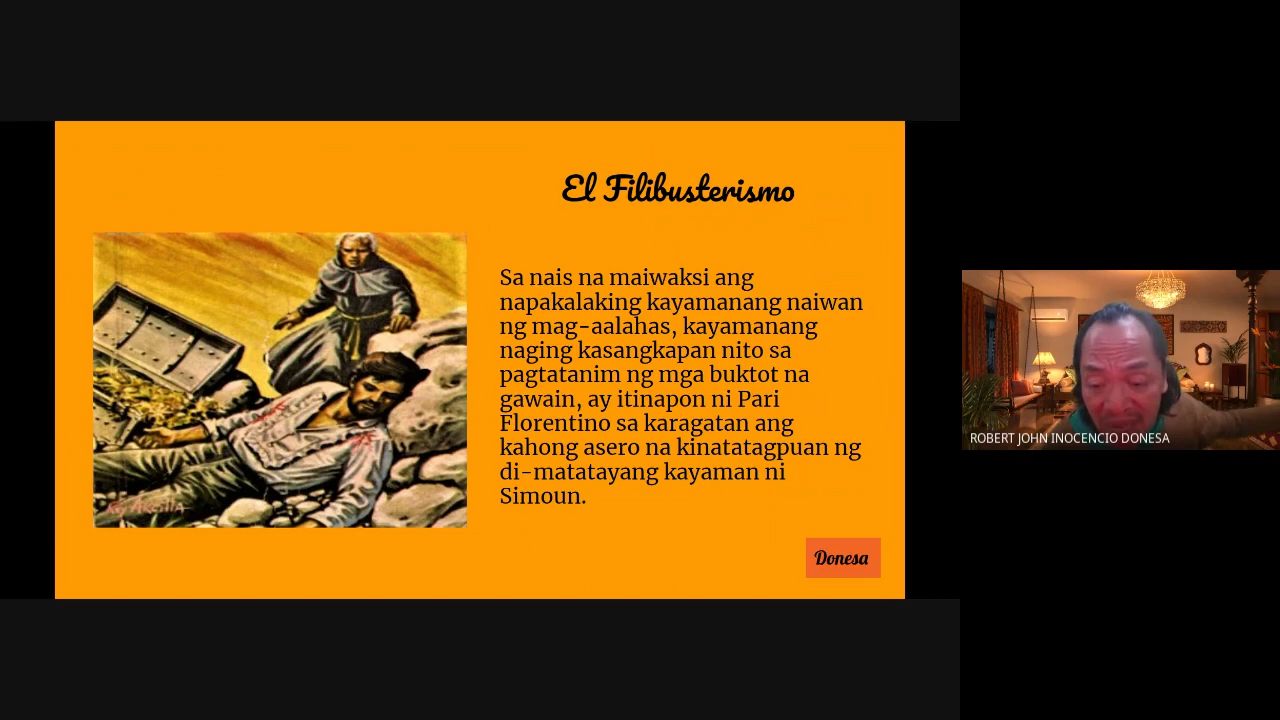 El Filibusterismo
Sa nais na maiwaksi ang
napakalaking kayamanang naiwan
ng mag-aalahas, kayamanang
naging kasangkapan nito sa
pagtatanim ng mga buktot na
gawain, ay itinapon ni Pari
Florentino sa karagatan ang
kahong asero na kinatatagpuan ng
di-matatayang kayaman ni
Simoun.
Donesa
ROBERT JOHN INOCENCIO DONESA